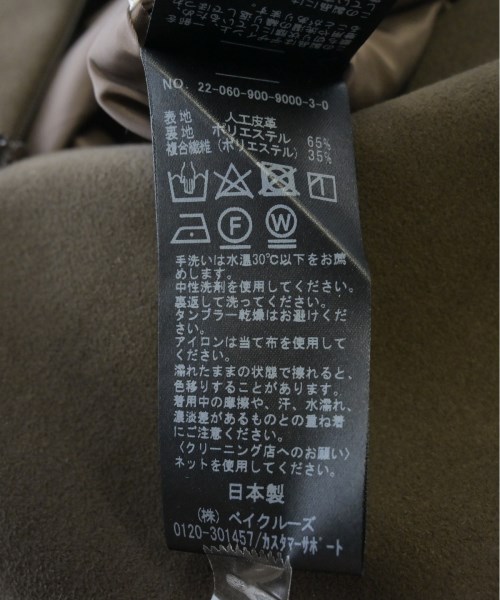 NO. 22-060-900-9000-3-0
表 地 人工皮革
裏 地 ポリエステル 65%
複合繊維(ポリエステル) 35%
F W
手洗いは水温30℃以下をお薦
めします。
中性洗剤を使用してください。
裏返して洗ってください。
タンブラー乾燥はお避けくださ
い。
アイロンは当て布を使用して
ください。
濡れたままの状態で擦れると、
色移りすることがあります。
着用中の摩擦や、汗、水濡れ、
濃淡差があるものとの重ね着
にご注意ください。
〈クリーニング店へのお願い〉
ネットを使用してください。
日本製
(株) ベイクルーズ
0120-301457/カスタマーサポート